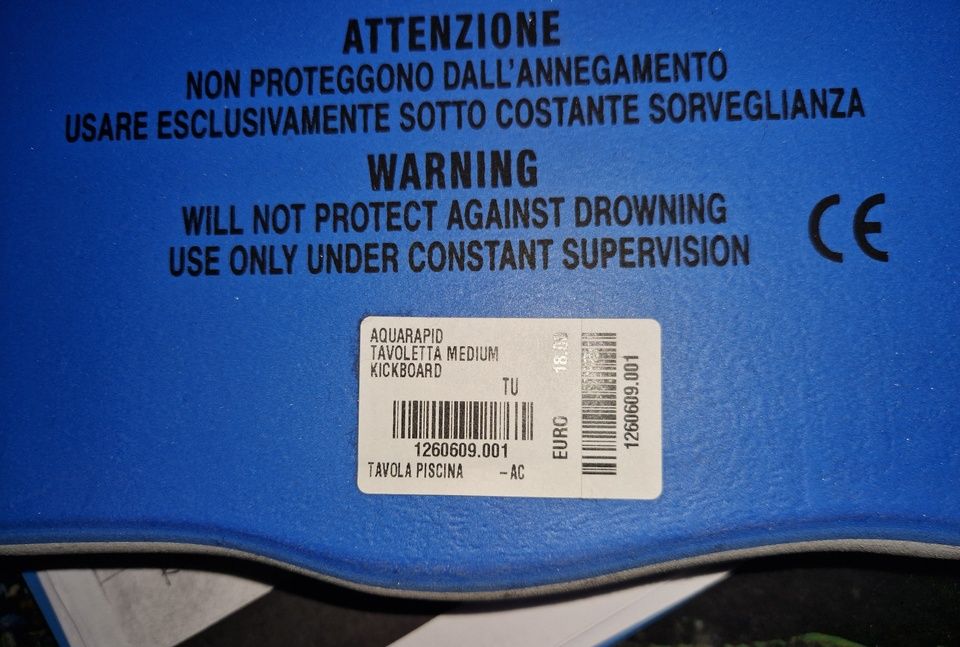 ATTENZIONE
NON PROTEGGONO DALL'ANNEGAMENTO
USARE ESCLUSIVAMENTE SOTTO COSTANTE SORVEGLIANZA
WARNING
WILL NOT PROTECT AGAINST DROWNING
USE ONLY UNDER CONSTANT SUPERVISION
CE
AQUARAPID
TAVOLETTA MEDIUM
KICKBOARD
TU
1260609.001
TAVOLA PISCINA -AC
EURO
1260609.001